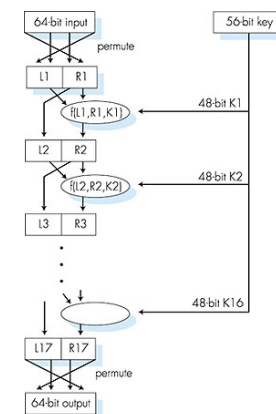 64-bit input
56-bit key
permute
L1 R1
48-bit K1
f(L1,R1,K1)
L2 R2
48-bit K2
f(L2,R2,K2)
L3 R3
48-bit K16
L17 R17
permute
64-bit output